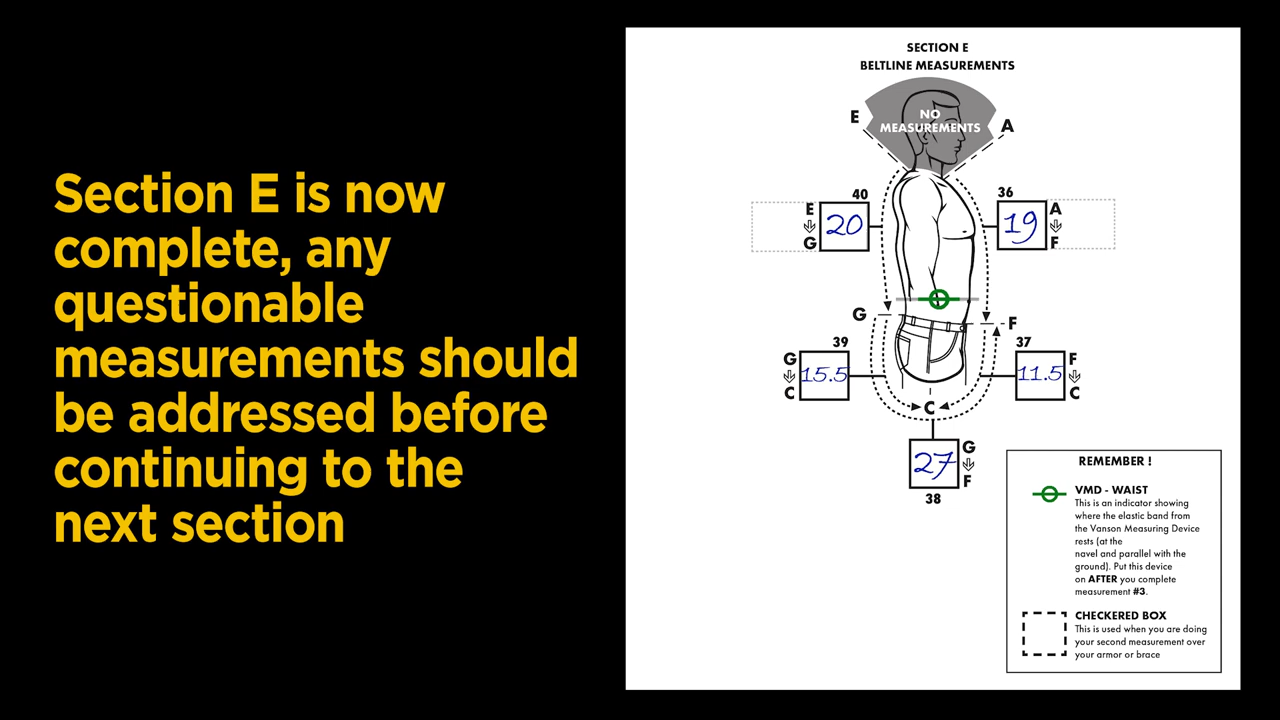 Section E is now
complete, any
questionable
measurements should
be addressed before
continuing to the
next section
SECTION E
BELTLINE MEASUREMENTS
NO
MEASUREMENTS
E
A
40
E
G
20
36
19
A
F
G
F
39
G
C
15.5
37
11.5
F
C
C
27
G
F
38
REMEMBER !
VMD - WAIST
This is an indicator showing
where the elastic band from
the Vanson Measuring Device
rests (at the
navel and parallel with the
ground). Put this device
on AFTER you complete
measurement #3.
CHECKERED BOX
This is used when you are doing
your second measurement over
your armor or brace